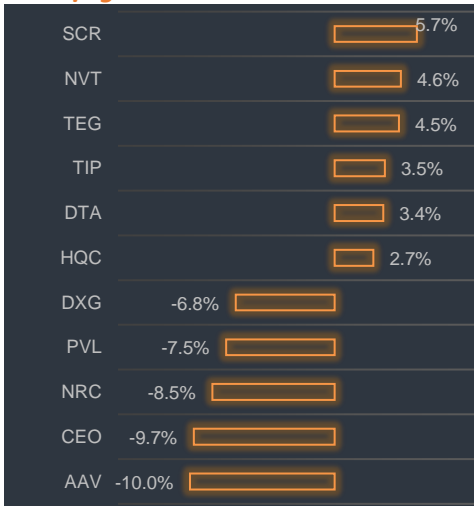 SCR 5.7%
NVT 4.6%
TEG 4.5%
TIP 3.5%
DTA 3.4%
HQC 2.7%
DXG -6.8%
PVL -7.5%
NRC -8.5%
CEO -9.7%
AAV -10.0%